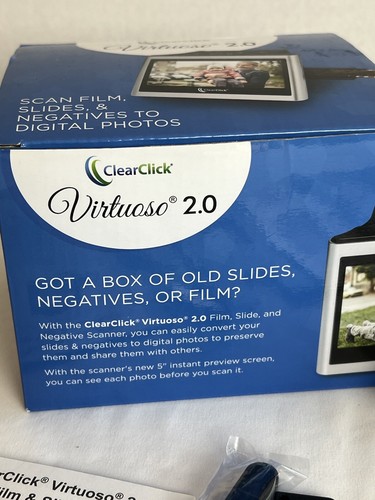 Virtuoso® 2.0
ClearClick
SCAN FILM,
SLIDES, &
NEGATIVES TO
DIGITAL PHOTOS
ClearClick®
Virtuoso® 2.0
GOT A BOX OF OLD SLIDES,
NEGATIVES, OR FILM?
With the ClearClick® Virtuoso® 2.0 Film, Slide, and
Negative Scanner, you can easily convert your
slides & negatives to digital photos to preserve
them and share them with others.
With the scanner's new 5" instant preview screen,
you can see each photo before you scan it.
rClick® Virtuoso® 2